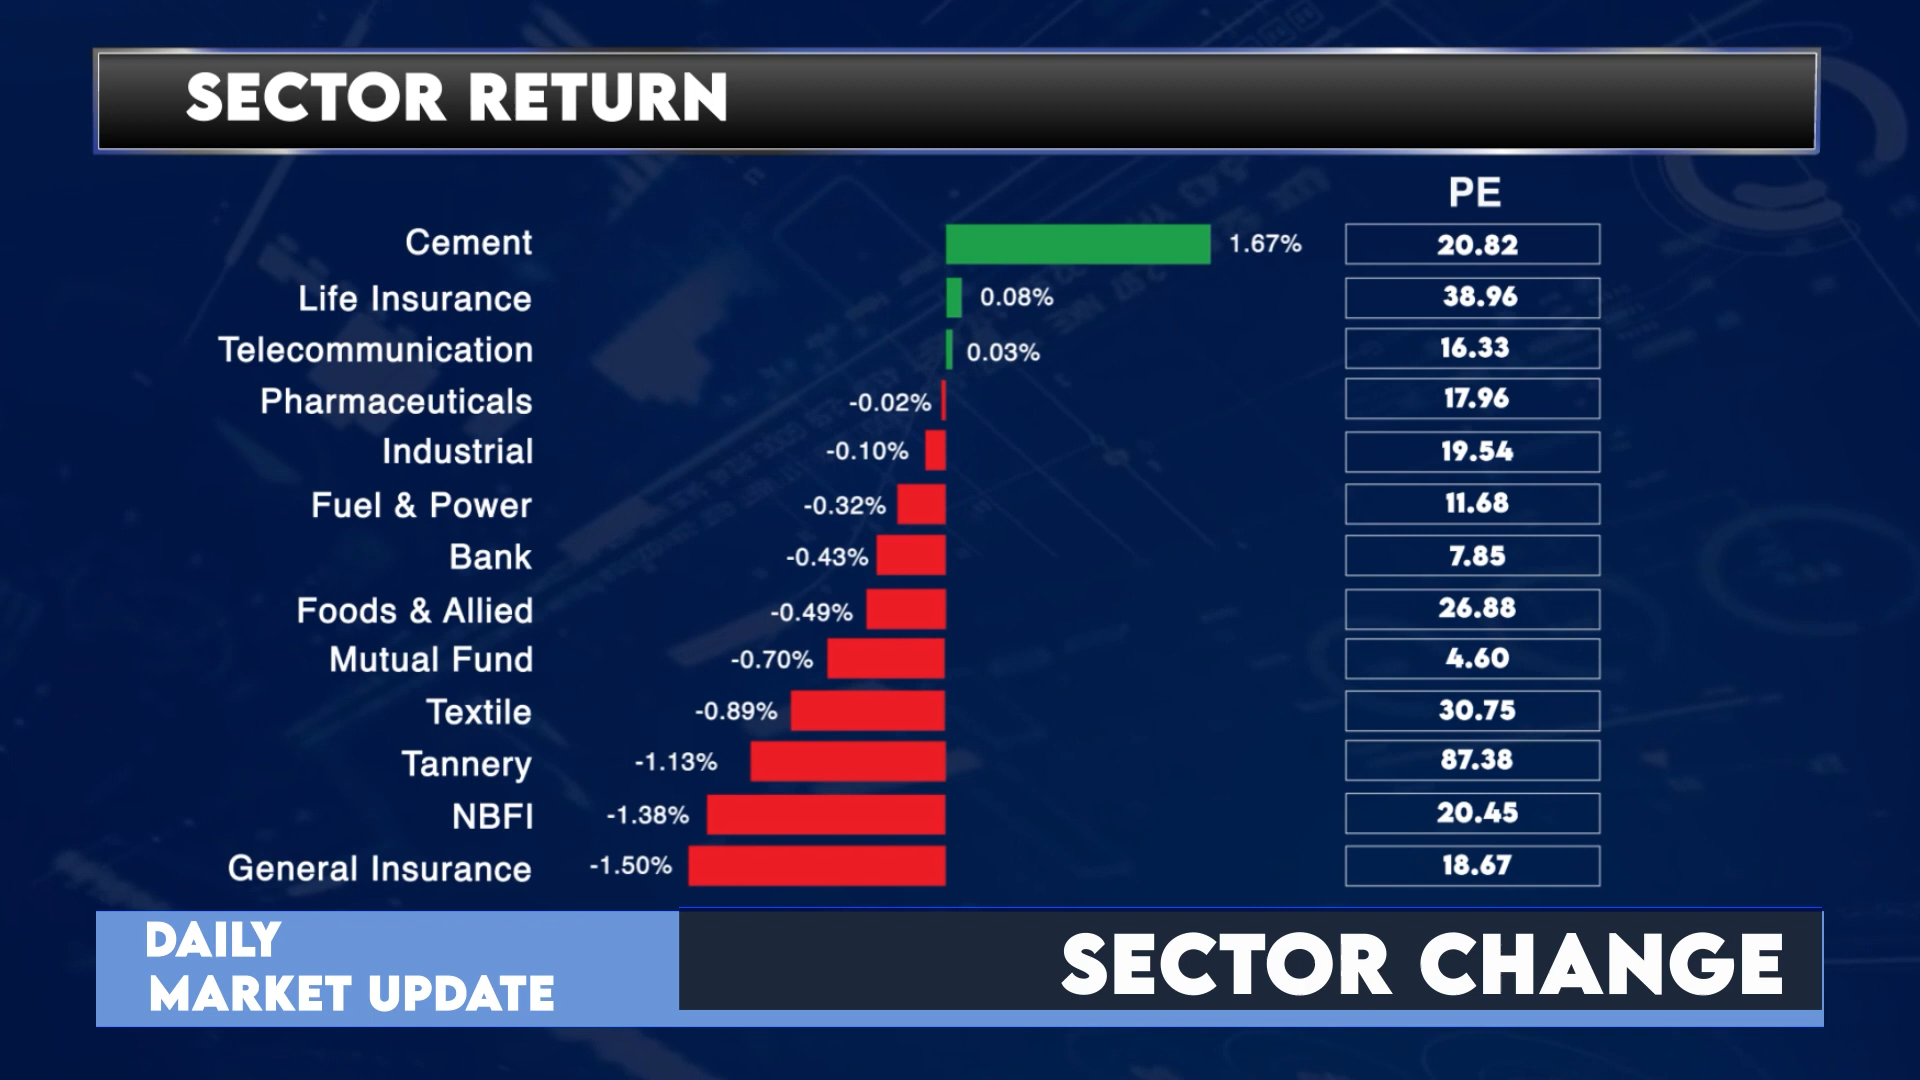 SECTOR RETURN
PE
Cement 1.67% 20.82
Life Insurance 0.08% 38.96
Telecommunication 0.03% 16.33
Pharmaceuticals -0.02% 17.96
Industrial -0.10% 19.54
Fuel & Power -0.32% 11.68
Bank -0.43% 7.85
Foods & Allied -0.49% 26.88
Mutual Fund -0.70% 4.60
Textile -0.89% 30.75
Tannery -1.13% 87.38
NBFI -1.38% 20.45
General Insurance -1.50% 18.67
DAILY
MARKET UPDATE
SECTOR CHANGE